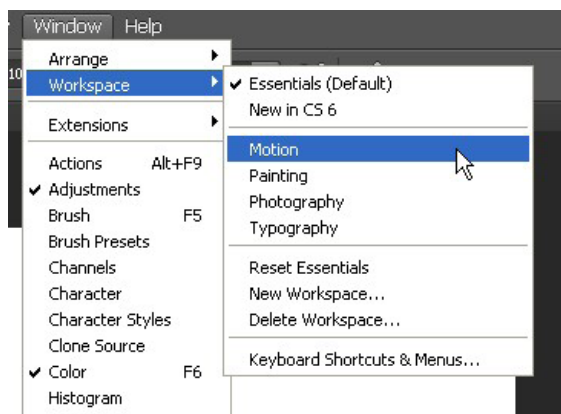 Window Help
10
Arrange
Workspace
Extensions
Actions Alt+F9
Adjustments
Brush F5
Brush Presets
Channels
Character
Character Styles
Clone Source
Color F6
Histogram
Essentials (Default)
New in CS 6
Motion
Painting
Photography
Typography
Reset Essentials
New Workspace...
Delete Workspace...
Keyboard Shortcuts & Menus...